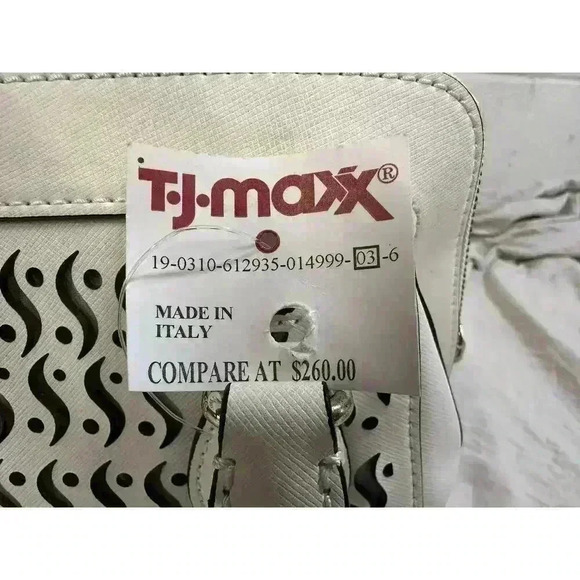 T·J·maxx®
19-0310-612935-014999-03-6
MADE IN
ITALY
COMPARE AT $260.00